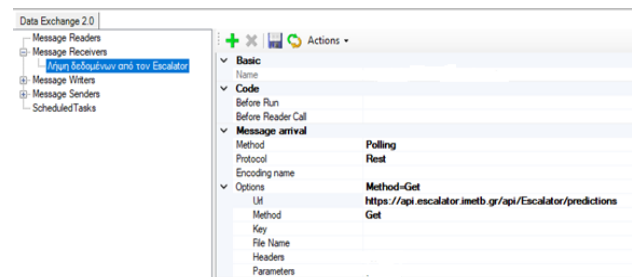 Data Exchange 2.0
Message Readers
Message Receivers
Λήψη δεδομένων από τον Escalator
Message Writers
Message Senders
ScheduledTasks
Actions
Basic
Name
Code
Before Run
Before Reader Call
Message arrival
Method Polling
Protocol Rest
Encoding name
Options Method=Get
Url https://api.escalator.imetb.gr/api/Escalator/predictions
Method Get
Key
File Name
Headers
Parameters